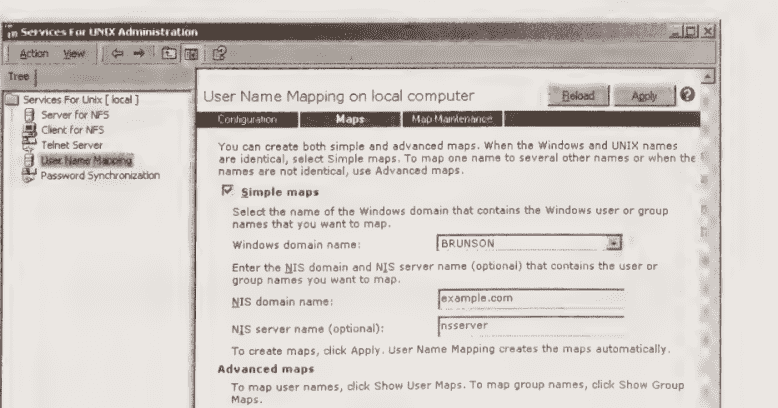 Services For UNIX Administration
Action View
Tree
Services For Unix [ local ]
Server for NFS
Client for NFS
Telnet Server
User Name Mapping
Password Synchronization
User Name Mapping on local computer
Reload Apply
Configuration Maps Map Maintenance
You can create both simple and advanced maps. When the Windows and UNIX names
are identical, select Simple maps. To map one name to several other names or when the
names are not identical, use Advanced maps.
Simple maps
Select the name of the Windows domain that contains the Windows user or group
names that you want to map.
Windows domain name: BRUNSON
Enter the NIS domain and NIS server name (optional) that contains the user or
group names you want to map.
NIS domain name: example.com
NIS server name (optional): nsserver
To create maps, click Apply. User Name Mapping creates the maps automatically.
Advanced maps
To map user names, click Show User Maps. To map group names, click Show Group
Maps.